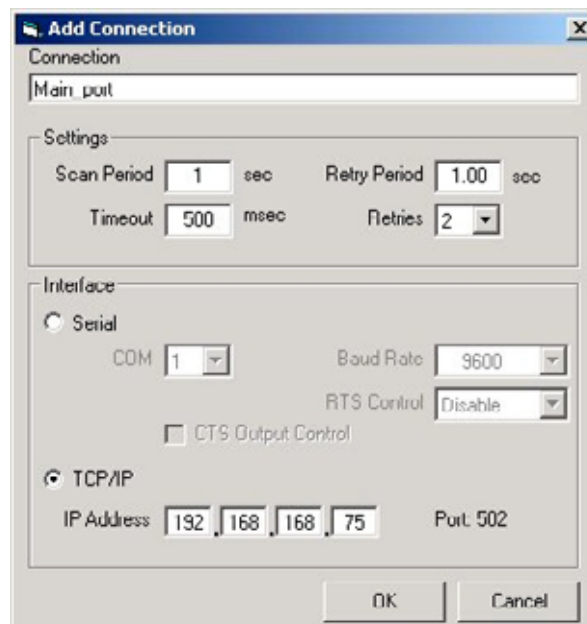 Add Connection
Connection
Main_port
Settings
Scan Period 1 sec Retry Period 1.00 sec
Timeout 500 msec Retries 2
Interface
Serial
COM 1 Baud Rate 9600
RTS Control Disable
CTS Output Control
TCP/IP
IP Address 192.168.168.75 Port: 502
OK Cancel